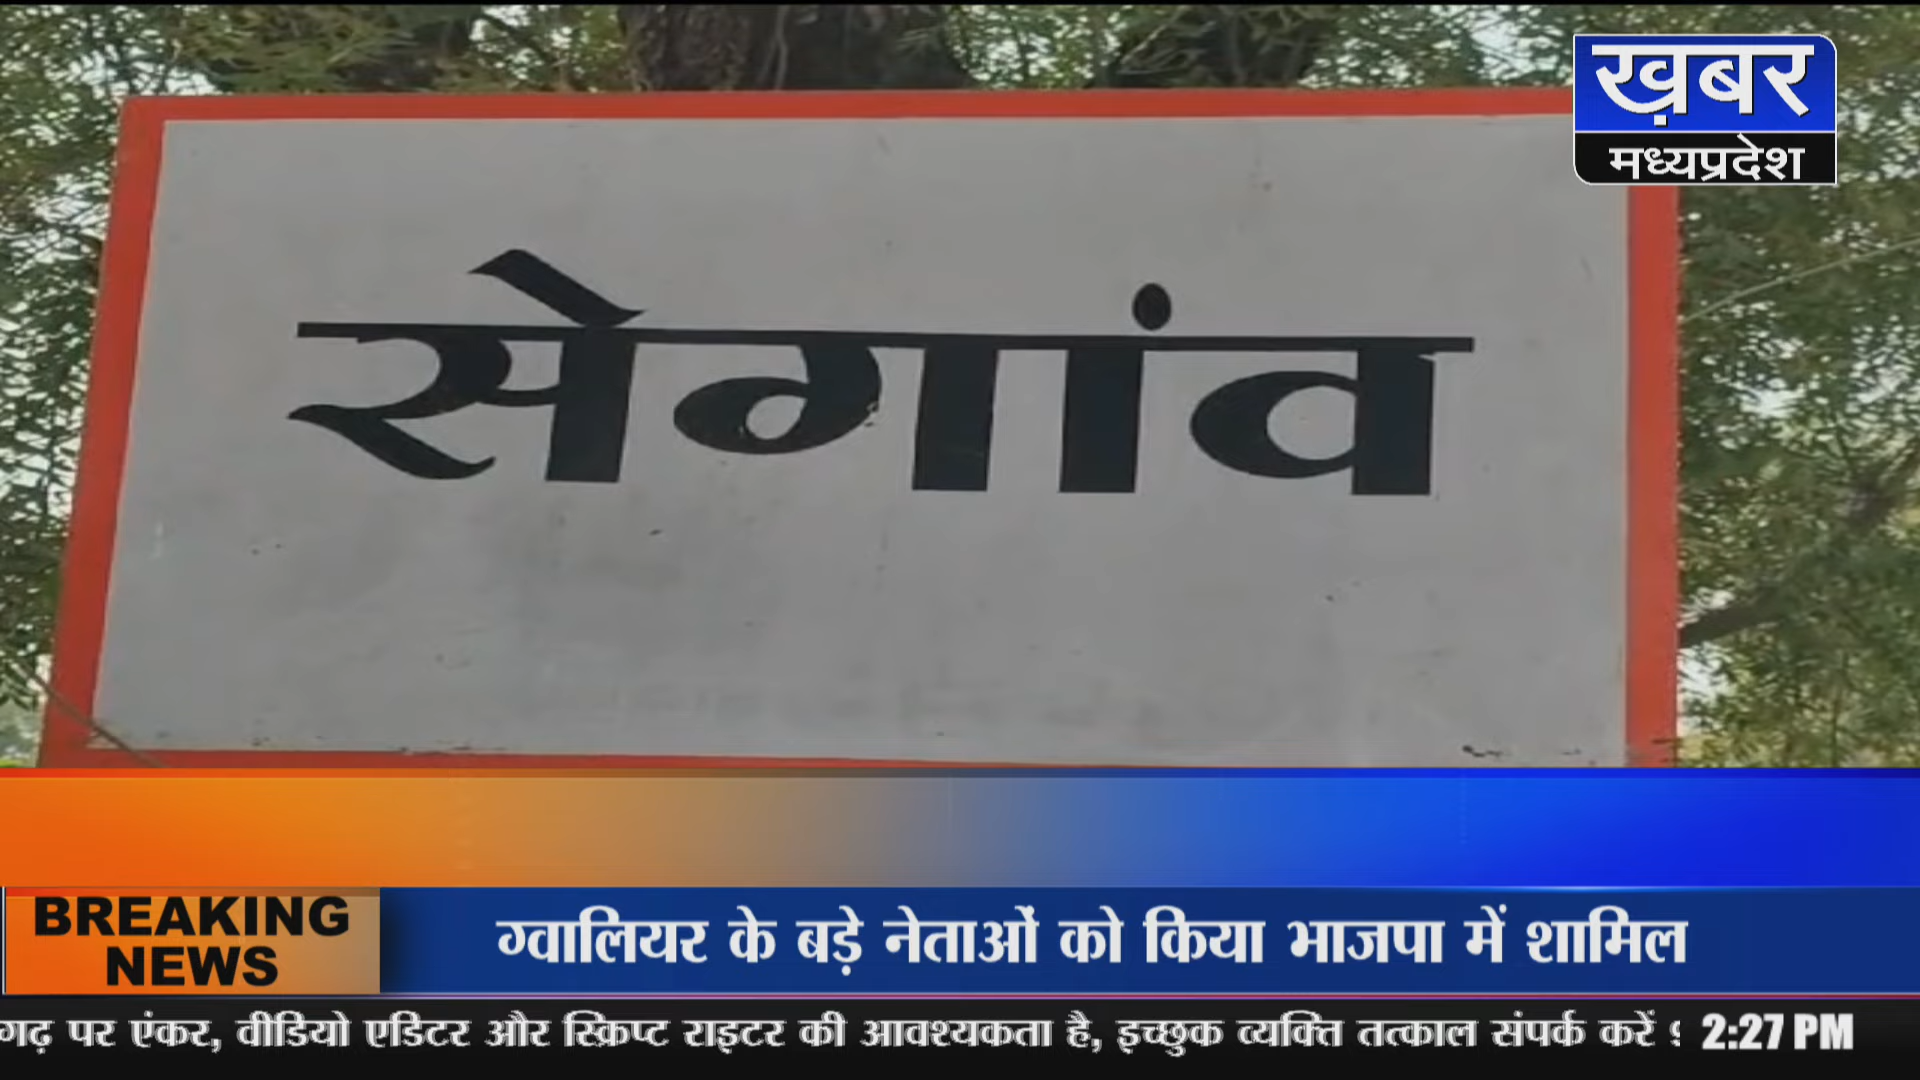 ख़बर
मध्यप्रदेश
सेगांव
BREAKING
NEWS
ग्वालियर के बड़े नेताओं को किया भाजपा में शामिल
गढ़ पर एंकर, वीडियो एडिटर और स्क्रिप्ट राइटर की आवश्यकता है, इच्छुक व्यक्ति तत्काल संपर्क करें
2:27 PM